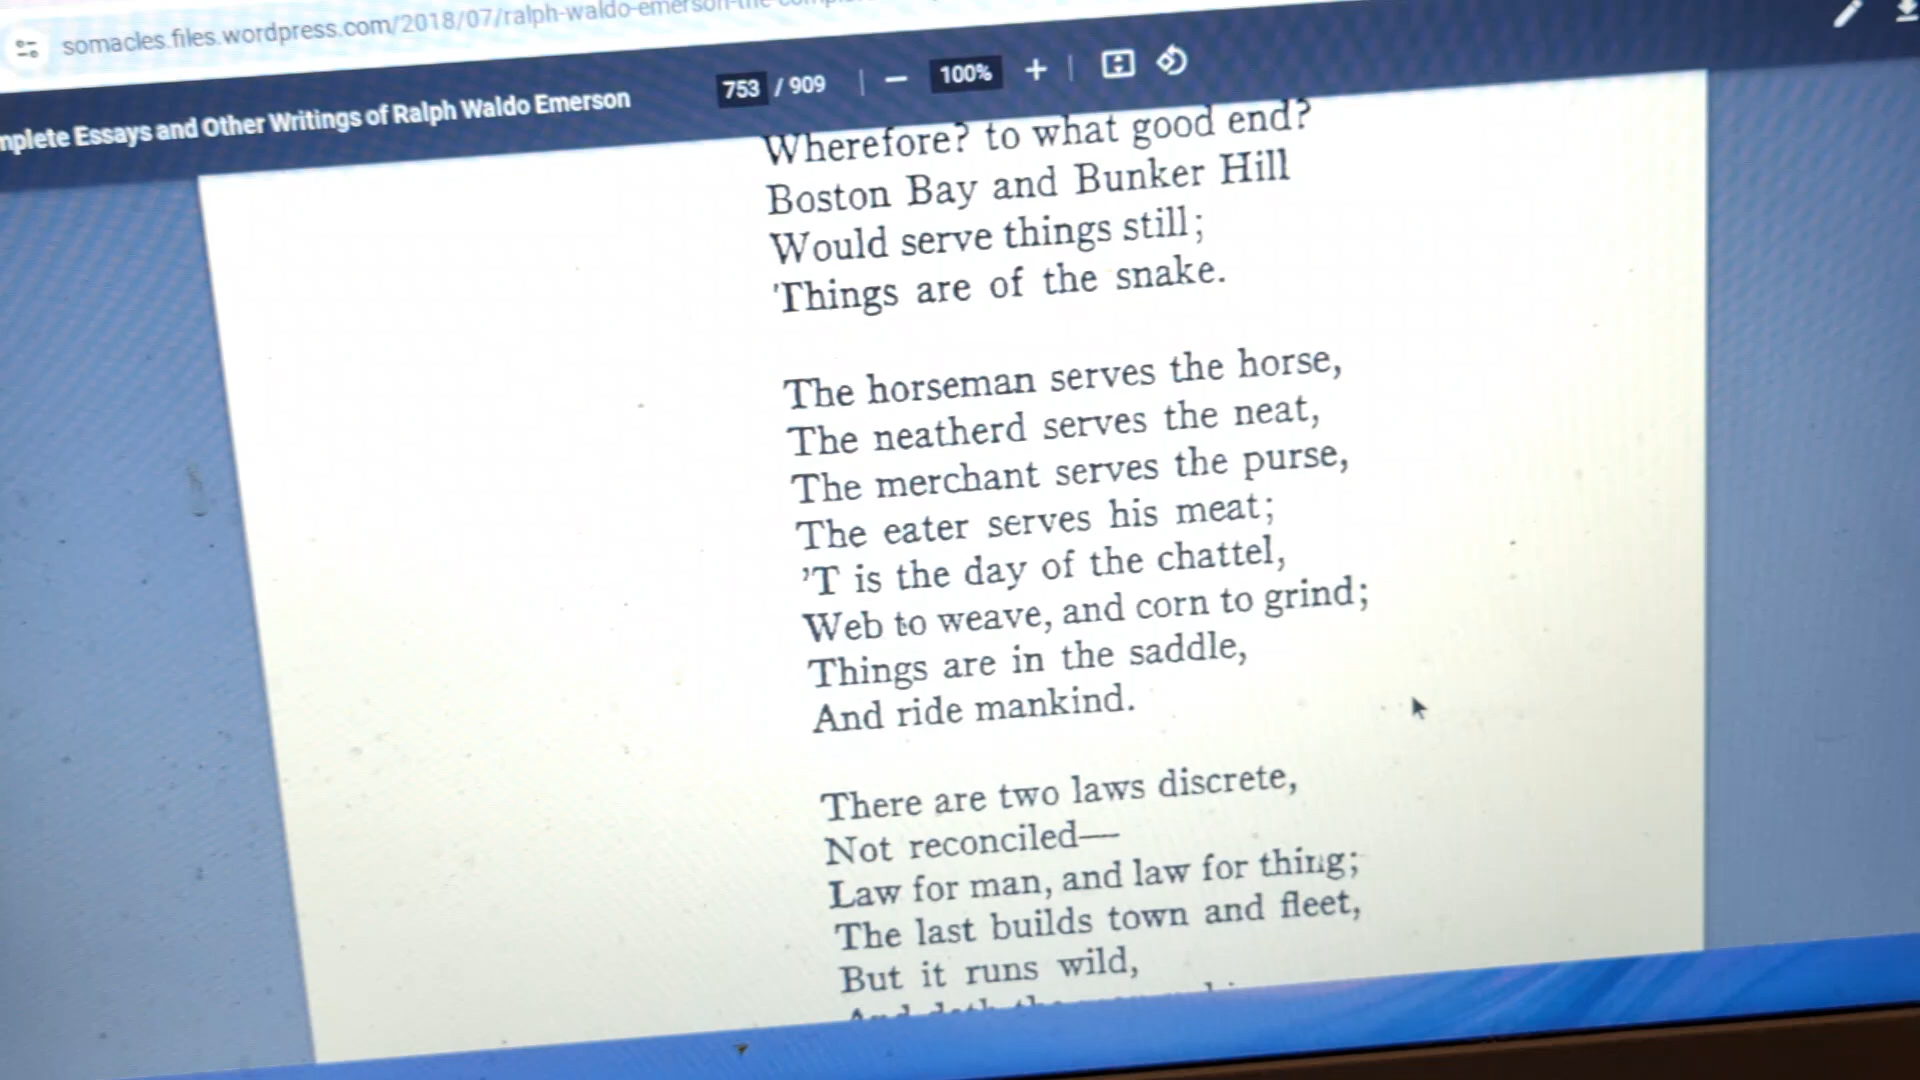 somacles.files.wordpress.com/2018/07/ralph-waldo-emerson-the-
mplete Essays and Other Writings of Ralph Waldo Emerson
753 / 909
100%
Wherefore? to what good end?
Boston Bay and Bunker Hill
Would serve things still;
'Things are of the snake.
The horseman serves the horse,
The neatherd serves the neat,
The merchant serves the purse,
The eater serves his meat;
’T is the day of the chattel,
Web to weave, and corn to grind;
Things are in the saddle,
And ride mankind.
There are two laws discrete,
Not reconciled—
Law for man, and law for thing;
The last builds town and fleet,
But it runs wild,